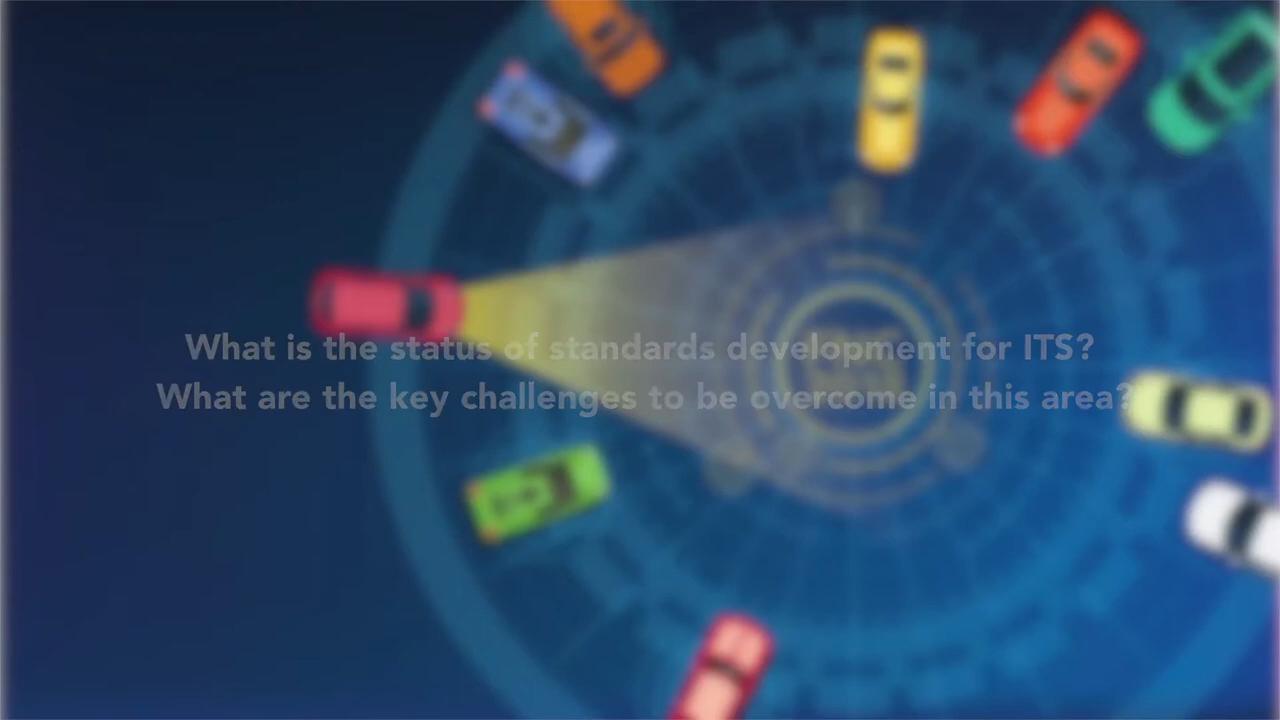 What is the status of standards development for ITS?
What are the key challenges to be overcome in this area?